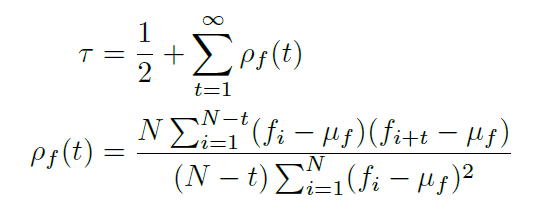 τ = 1/2 + ∑_{t=1}^{∞} ρ_f(t)
ρ_f(t) = N ∑_{i=1}^{N−t} (f_i − μ_f)(f_{i+t} − μ_f) / (N − t) ∑_{i=1}^{N} (f_i − μ_f)^2